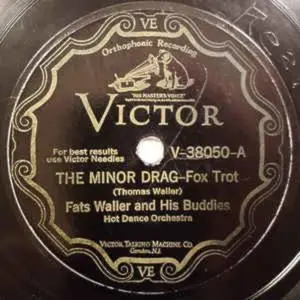 VE
Orthophonic Recording
"HIS MASTER'S VOICE"
VICTOR
For best results
use Victor Needles
V-38050-A
THE MINOR DRAG-Fox Trot
(Thomas Waller)
Fats Waller and His Buddies
Hot Dance Orchestra
VICTOR TALKING MACHINE CO.
Camden, N.J.
VE